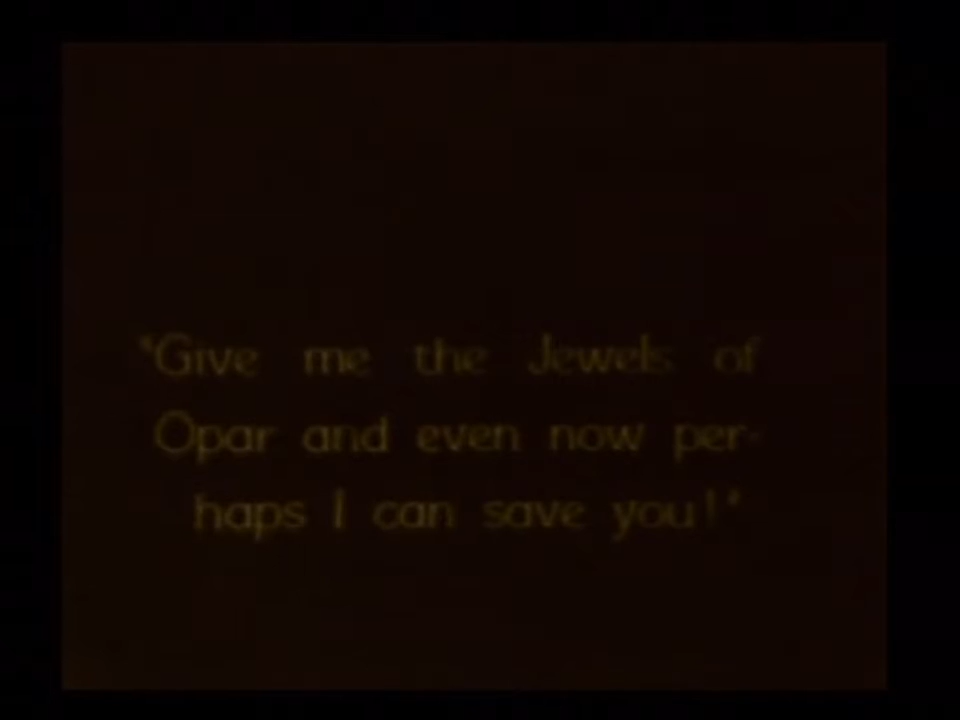 "Give me the Jewels of
Opar and even now per-
haps I can save you!"